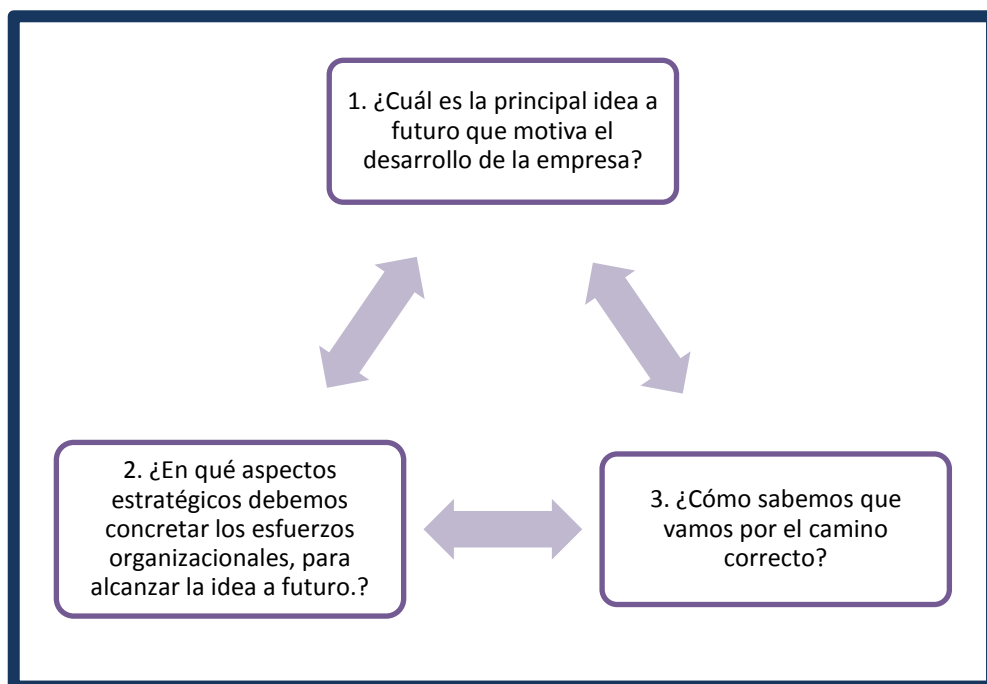 1. ¿Cuál es la principal idea a
futuro que motiva el
desarrollo de la empresa?
2. ¿En qué aspectos
estratégicos debemos
concretar los esfuerzos
organizacionales, para
alcanzar la idea a futuro.?
3. ¿Cómo sabemos que
vamos por el camino
correcto?